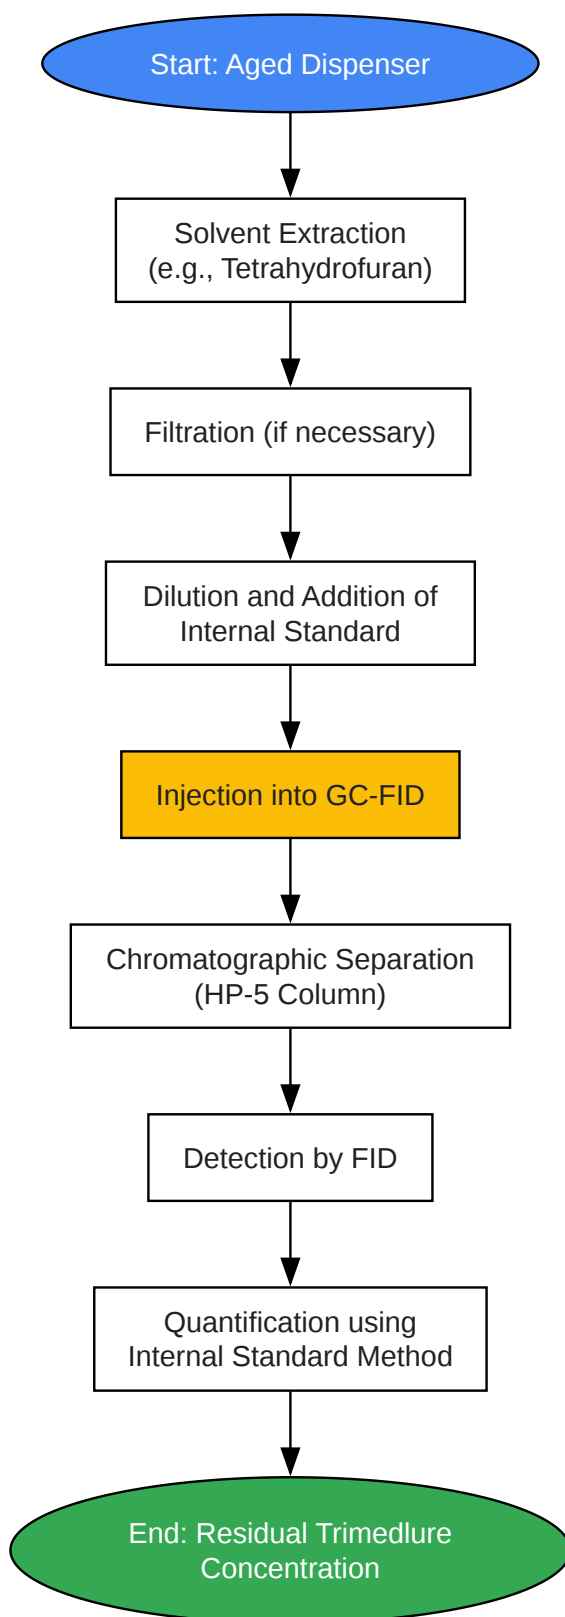 Start: Aged Dispenser
Solvent Extraction
(e.g., Tetrahydrofuran)
Filtration (if necessary)
Dilution and Addition of
Internal Standard
Injection into GC-FID
Chromatographic Separation
(HP-5 Column)
Detection by FID
Quantification using
Internal Standard Method
End: Residual Trimedlure
Concentration